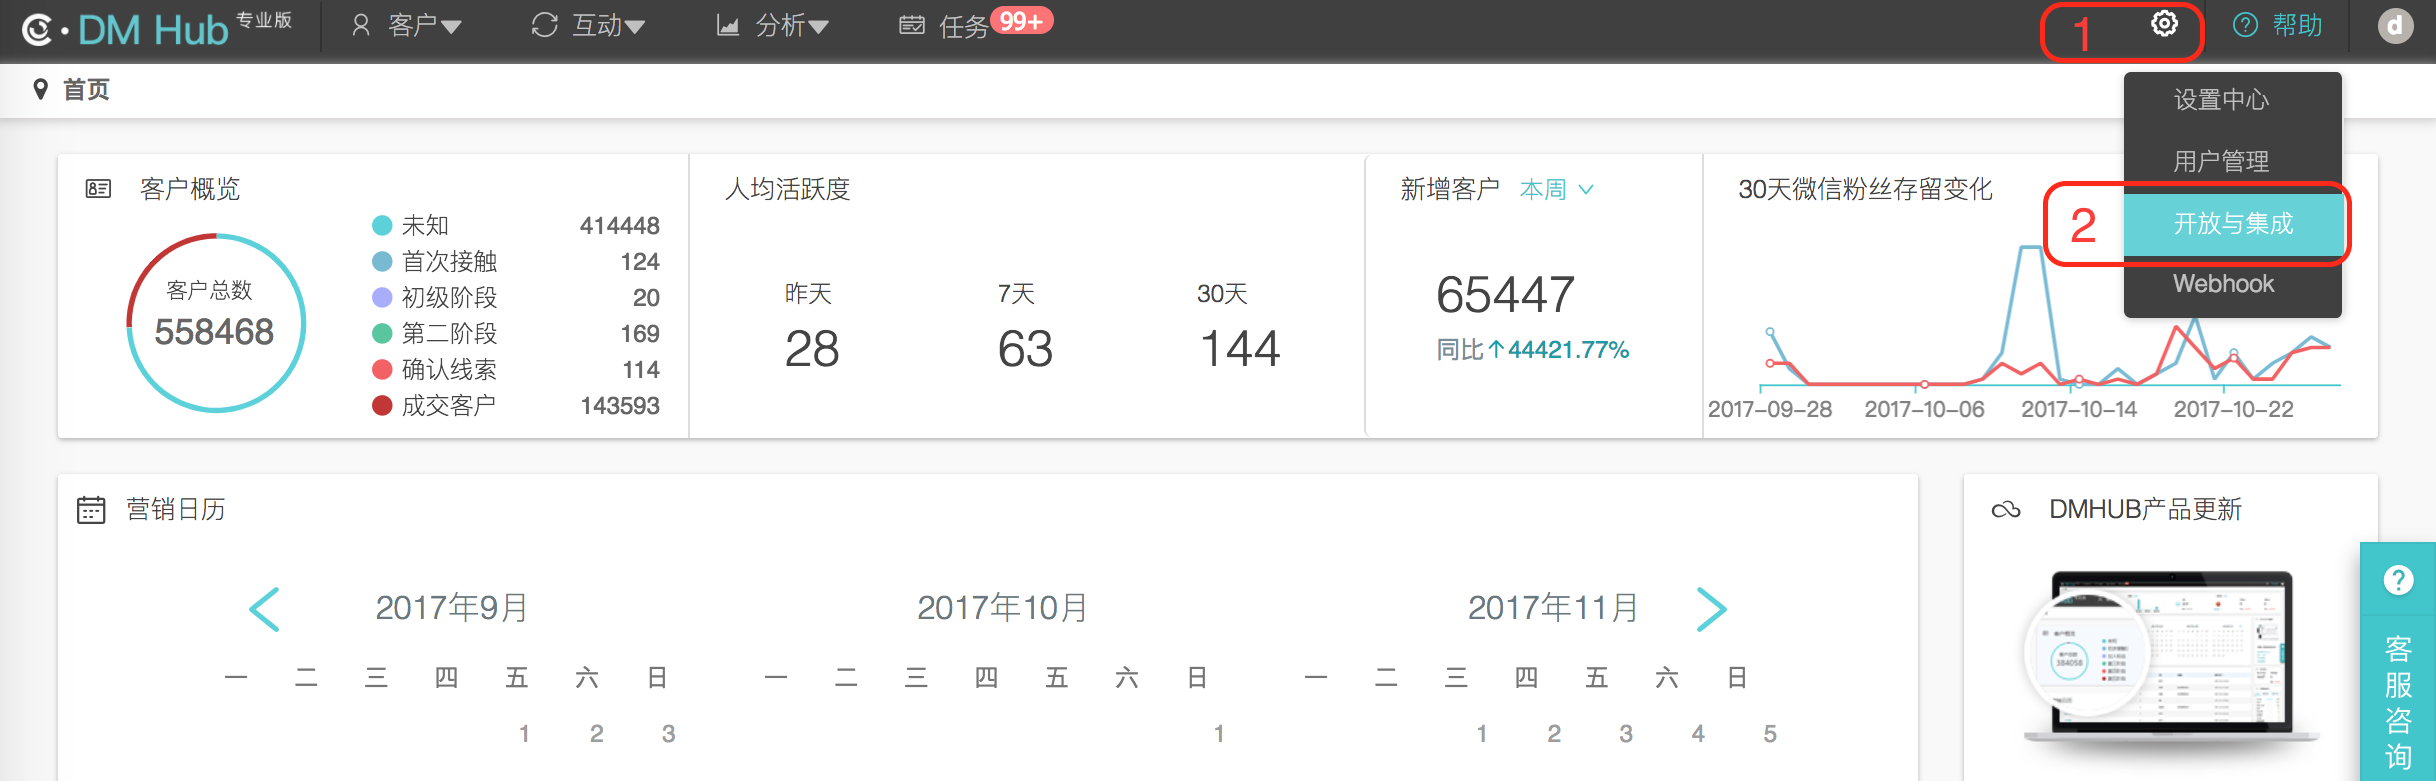 DM Hub 专业版 客户 互动 分析 任务 99+ 1 帮助 d
首页
设置中心
用户管理
2 开放与集成
Webhook
客户概览
客户总数
558468
未知 414448
首次接触 124
初级阶段 20
第二阶段 169
确认线索 114
成交客户 143593
人均活跃度
昨天 7天 30天
28 63 144
新增客户 本周
65447
同比↑44421.77%
30天微信粉丝存留变化
2017-09-28 2017-10-06 2017-10-14 2017-10-22
营销日历
2017年9月 2017年10月 2017年11月
一 二 三 四 五 六 日 一 二 三 四 五 六 日 一 二 三 四 五 六 日
1 2 3 1 1 2 3 4 5
DMHUB产品更新
客服咨询